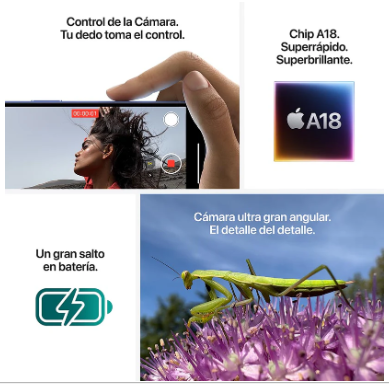 Control de la Cámara.
Tu dedo toma el control.
00:00:01
Chip A18.
Superrápido.
Superbrillante.
A18
Un gran salto
en batería.
Cámara ultra gran angular.
El detalle del detalle.